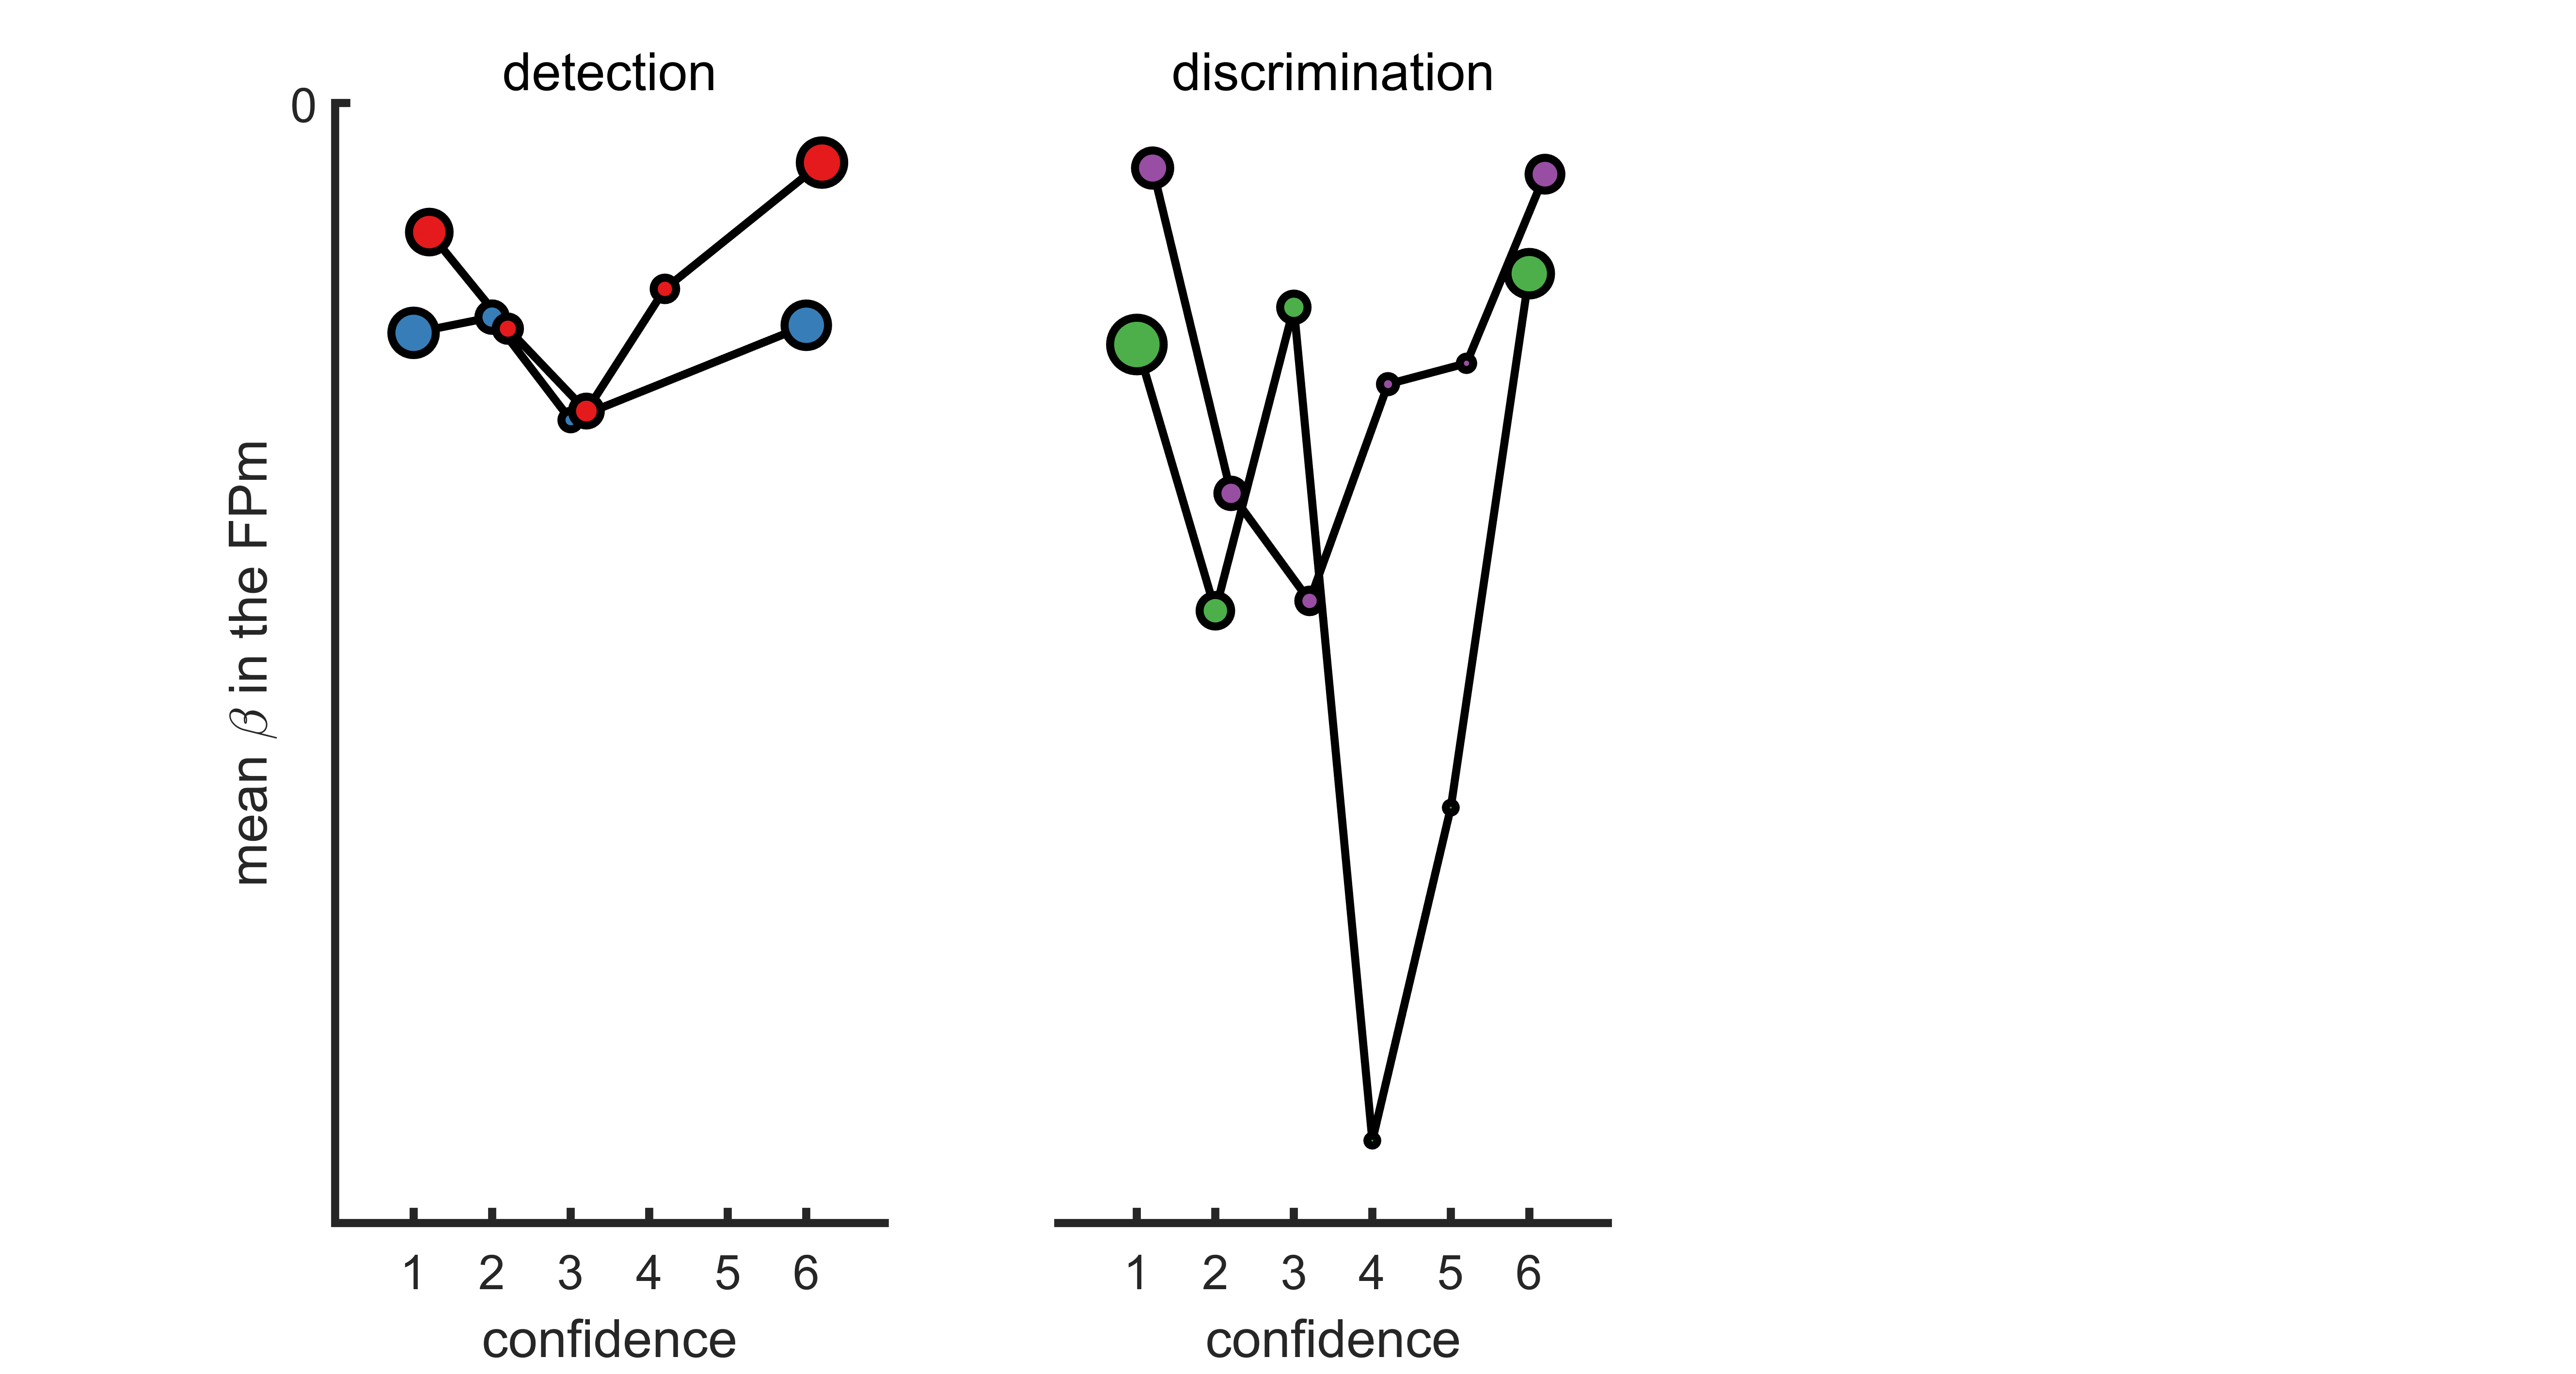 detection
discrimination
0
mean β in the FPm
1 2 3 4 5 6
1 2 3 4 5 6
confidence
confidence